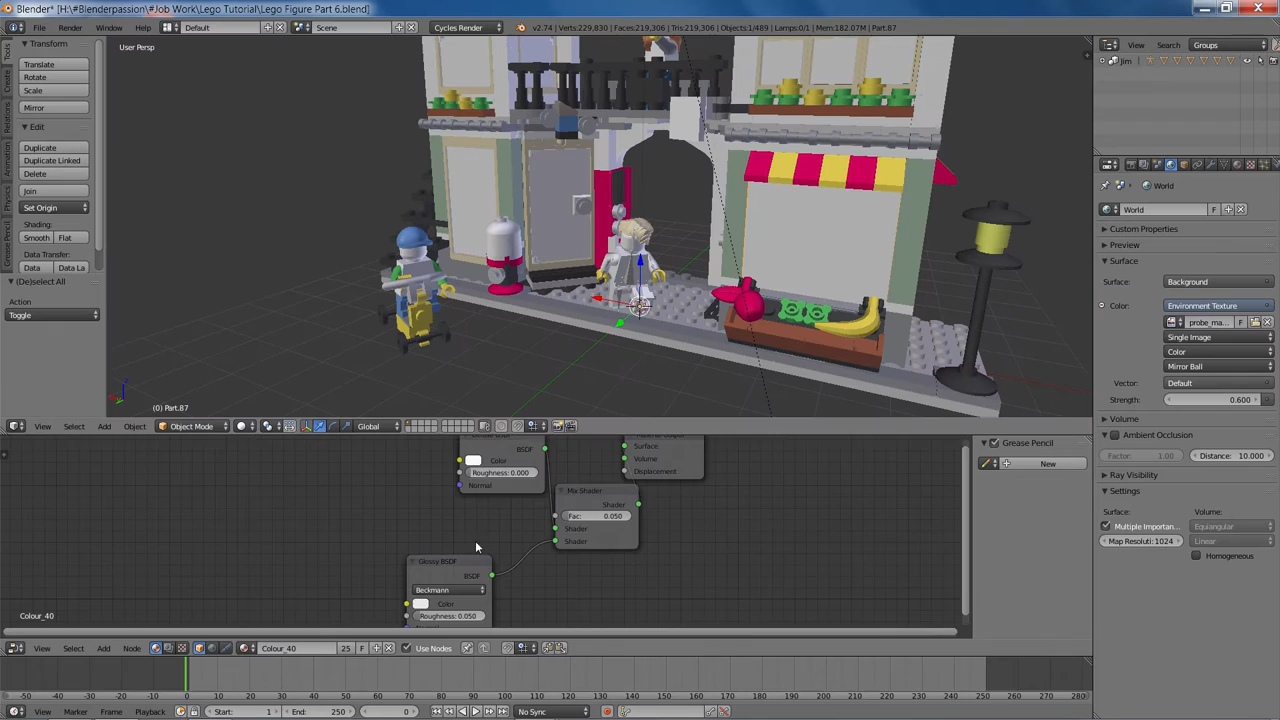 Blender* [H:\#Blenderpassion\#Job Work\Lego Tutorial\Lego Figure Part 6.blend]
File Render Window Help Default Scene Cycles Render v2.74 | Verts:229,830 | Faces:219,306 | Tris:219,306 | Objects:1/489 | Lamps:0/1 | Mem:182.07M | Part.87
Tools
Create
Relations
Animation
Physics
Grease Pencil
Transform
Translate
Rotate
Scale
Mirror
Edit
Duplicate
Duplicate Linked
Delete
Join
Set Origin
Shading:
Smooth Flat
Data Transfer:
Data Data La
(De)select All
Action
Toggle
User Persp
(0) Part.87
View Select Add Object Object Mode Global
BSDF
Color
Roughness: 0.000
Normal
Surface
Volume
Displacement
Mix Shader
Shader
Fac: 0.050
Shader
Shader
Glossy BSDF
BSDF
Beckmann
Color
Roughness: 0.050
Colour_40
Grease Pencil
New
View Select Add Node Colour_40 25 F Use Nodes
-50 -40 -30 -20 -10 0 10 20 30 40 50 60 70 80 90 100 110 120 130 140 150 160 170 180 190 200 210 220 230 240 250 260 270 280
View Marker Frame Playback Start: 1 End: 250 0 No Sync
View Search Groups
Jim
World
World F
Custom Properties
Preview
Surface
Surface: Background
Color: Environment Texture
probe_ma... F
Single Image
Color
Mirror Ball
Vector: Default
Strength: 0.600
Volume
Ambient Occlusion
Factor: 1.00 Distance: 10.000
Ray Visibility
Settings
Surface: Volume:
Multiple Importan... Equiangular
Map Resoluti: 1024 Linear
Homogeneous